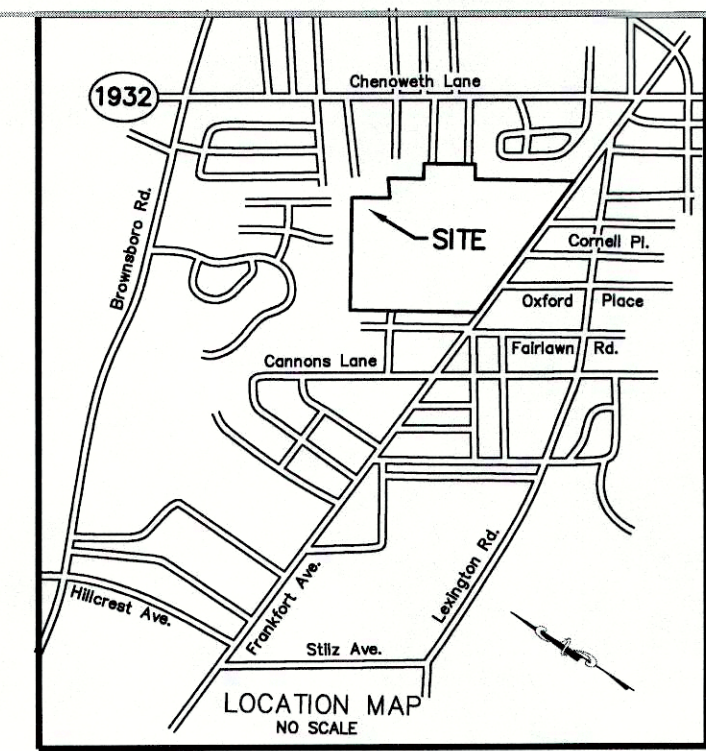 Chenoweth Lane
1932
Brownsboro Rd.
SITE
Cornell Pl.
Oxford Place
Fairlawn Rd.
Cannons Lane
Hillcrest Ave.
Frankfort Ave.
Lexington Rd.
Stilz Ave.
LOCATION MAP
NO SCALE